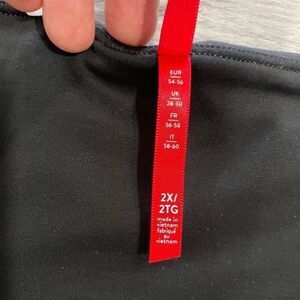 EUR
54-56
UK
26-30
FR
56-58
IT
58-60
2X/
2TG
made in
vietnam
fabriqué
au
vietnam